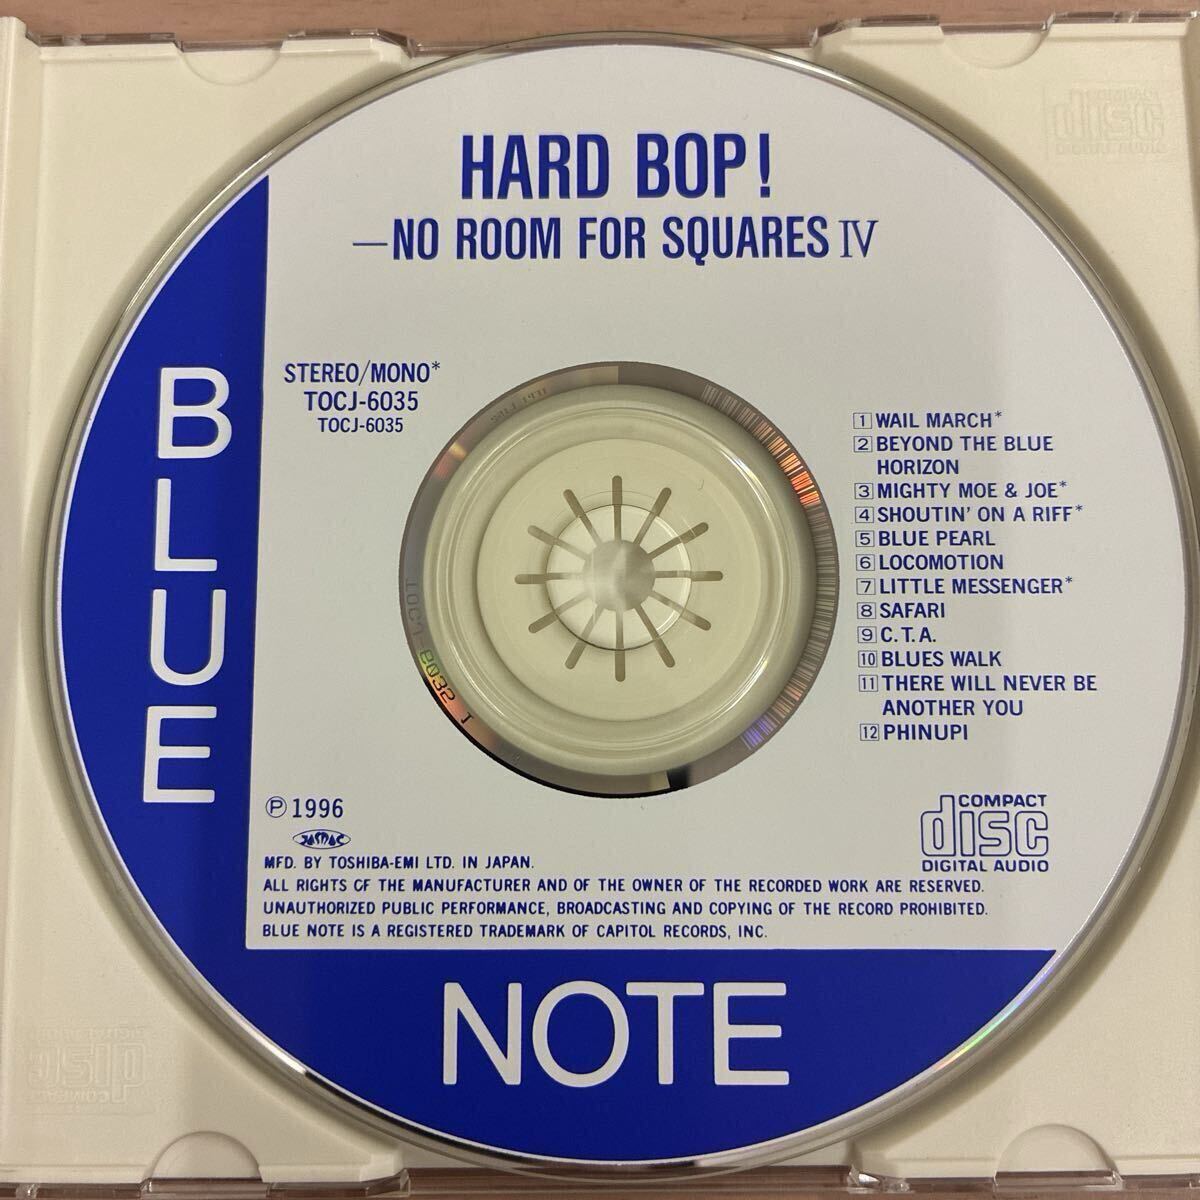 HARD BOP!
—NO ROOM FOR SQUARES IV
BLUE
STEREO/MONO*
TOCJ-6035
TOCJ-6035
1 WAIL MARCH*
2 BEYOND THE BLUE
HORIZON
3 MIGHTY MOE & JOE*
4 SHOUTIN' ON A RIFF*
5 BLUE PEARL
6 LOCOMOTION
7 LITTLE MESSENGER*
8 SAFARI
9 C.T.A.
10 BLUES WALK
11 THERE WILL NEVER BE
ANOTHER YOU
12 PHINUPI
℗ 1996
JASRAC
COMPACT
disc
DIGITAL AUDIO
MFD. BY TOSHIBA-EMI LTD. IN JAPAN.
ALL RIGHTS OF THE MANUFACTURER AND OF THE OWNER OF THE RECORDED WORK ARE RESERVED.
UNAUTHORIZED PUBLIC PERFORMANCE, BROADCASTING AND COPYING OF THE RECORD PROHIBITED.
BLUE NOTE IS A REGISTERED TRADEMARK OF CAPITOL RECORDS, INC.
NOTE